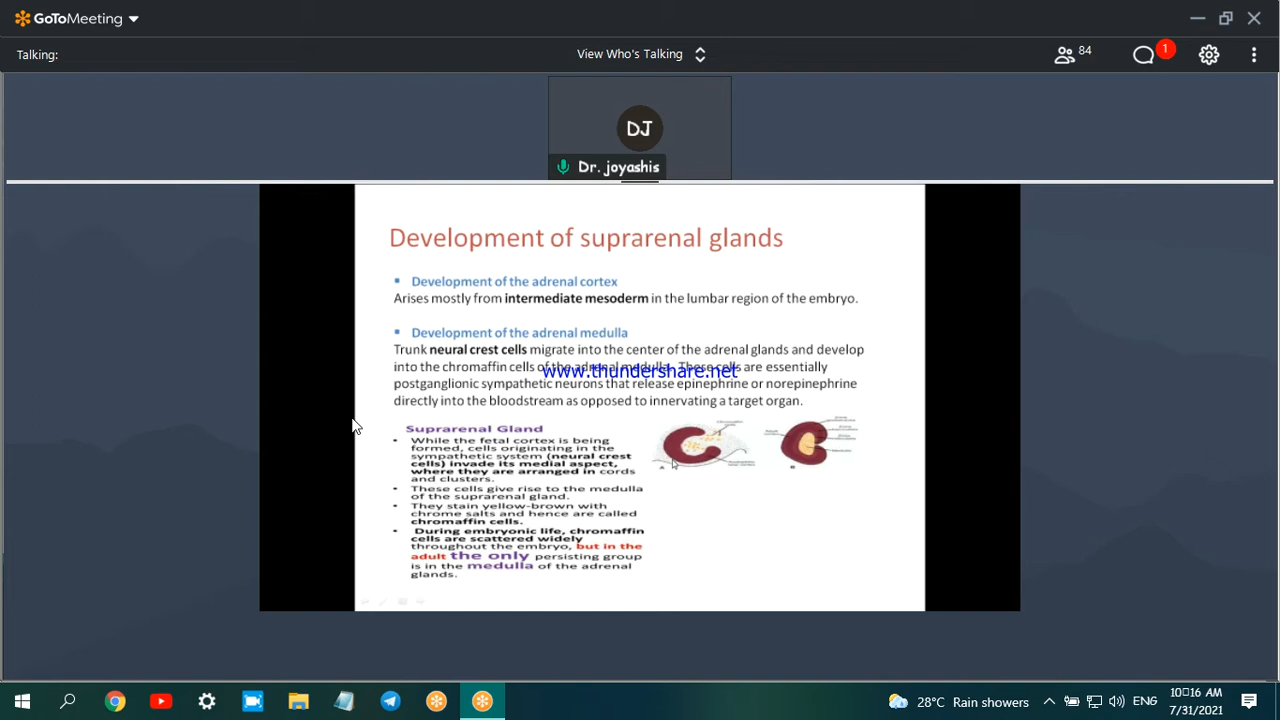 GoToMeeting
Talking:
View Who's Talking
84
1
DJ
Dr. joyashis
Development of suprarenal glands
▪ Development of the adrenal cortex
Arises mostly from intermediate mesoderm in the lumbar region of the embryo.
▪ Development of the adrenal medulla
Trunk neural crest cells migrate into the center of the adrenal glands and develop
into the chromaffin cells of the adrenal medulla. These cells are essentially
www.thundershare.net
postganglionic sympathetic neurons that release epinephrine or norepinephrine
directly into the bloodstream as opposed to innervating a target organ.
Suprarenal Gland
• While the fetal cortex is being
formed, cells originating in the
sympathetic system (neural crest
cells) invade its medial aspect,
where they are arranged in cords
and clusters.
• These cells give rise to the medulla
of the suprarenal gland.
• They stain yellow-brown with
chrome salts and hence are called
chromaffin cells.
• During embryonic life, chromaffin
cells are scattered widely
throughout the embryo, but in the
adult the only persisting group
is in the medulla of the adrenal
glands.
A
B
28°C Rain showers
ENG
10:16 AM
7/31/2021